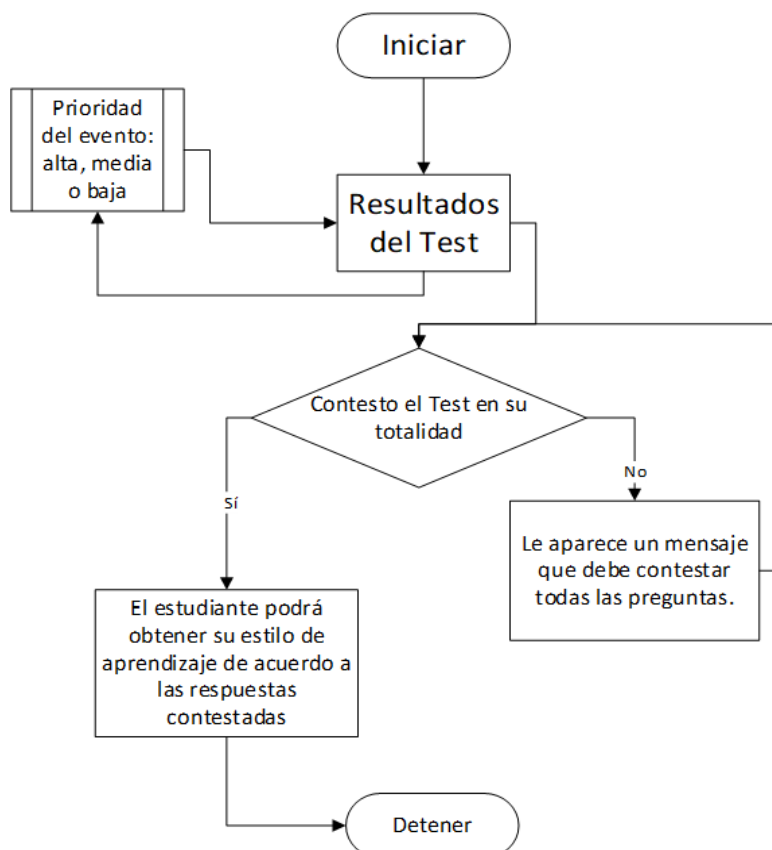 Iniciar
Prioridad
del evento:
alta, media
o baja
Resultados
del Test
Contesto el Test en su
totalidad
Sí
No
Le aparece un mensaje
que debe contestar
todas las preguntas.
El estudiante podrá
obtener su estilo de
aprendizaje de acuerdo a
las respuestas
contestadas
Detener